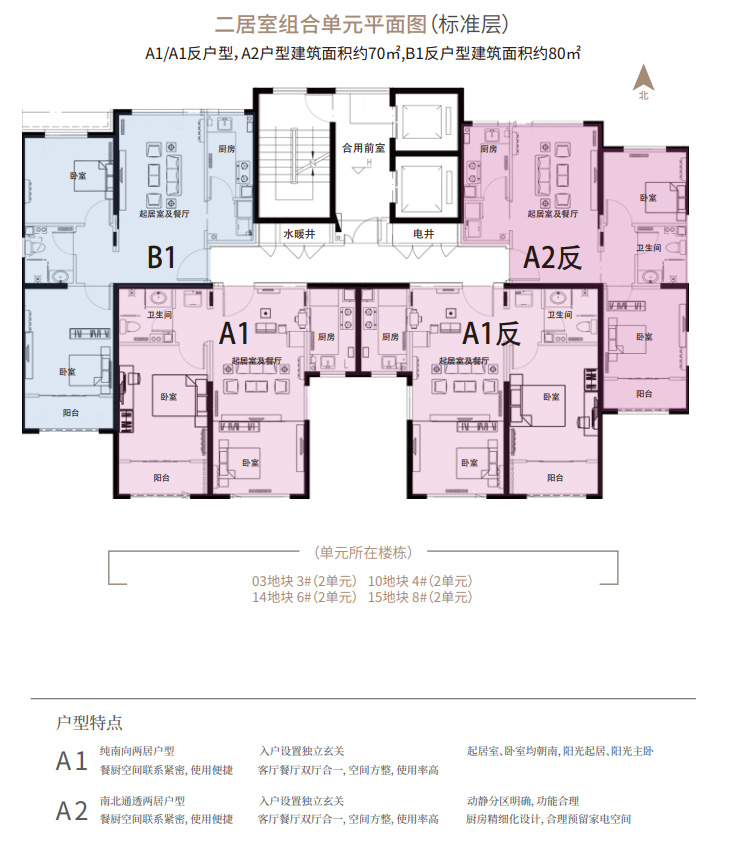 二居室组合单元平面图(标准层)
A1/A1反户型，A2户型建筑面积约70㎡,B1反户型建筑面积约80㎡
北
厨房
合用前室
H
厨房
卧室
卧室
起居室及餐厅
起居室及餐厅
水暖井
电井
卫生间
B1
A2反
卫生间
卫生间
A1
厨房
厨房
A1反
卧室
起居室及餐厅
起居室及餐厅
卧室
卧室
卧室
阳台
阳台
卧室
卧室
阳台
阳台
(单元所在楼栋)
03地块 3#(2单元) 10地块 4#(2单元)
14地块 6#(2单元) 15地块 8#(2单元)
户型特点
A1
纯南向两居户型
入户设置独立玄关
起居室、卧室均朝南, 阳光起居、阳光主卧
餐厨空间联系紧密, 使用便捷
客厅餐厅双厅合一, 空间方整, 使用率高
A2
南北通透两居户型
入户设置独立玄关
动静分区明确, 功能合理
餐厨空间联系紧密, 使用便捷
客厅餐厅双厅合一, 空间方整, 使用率高
厨房精细化设计, 合理预留家电空间